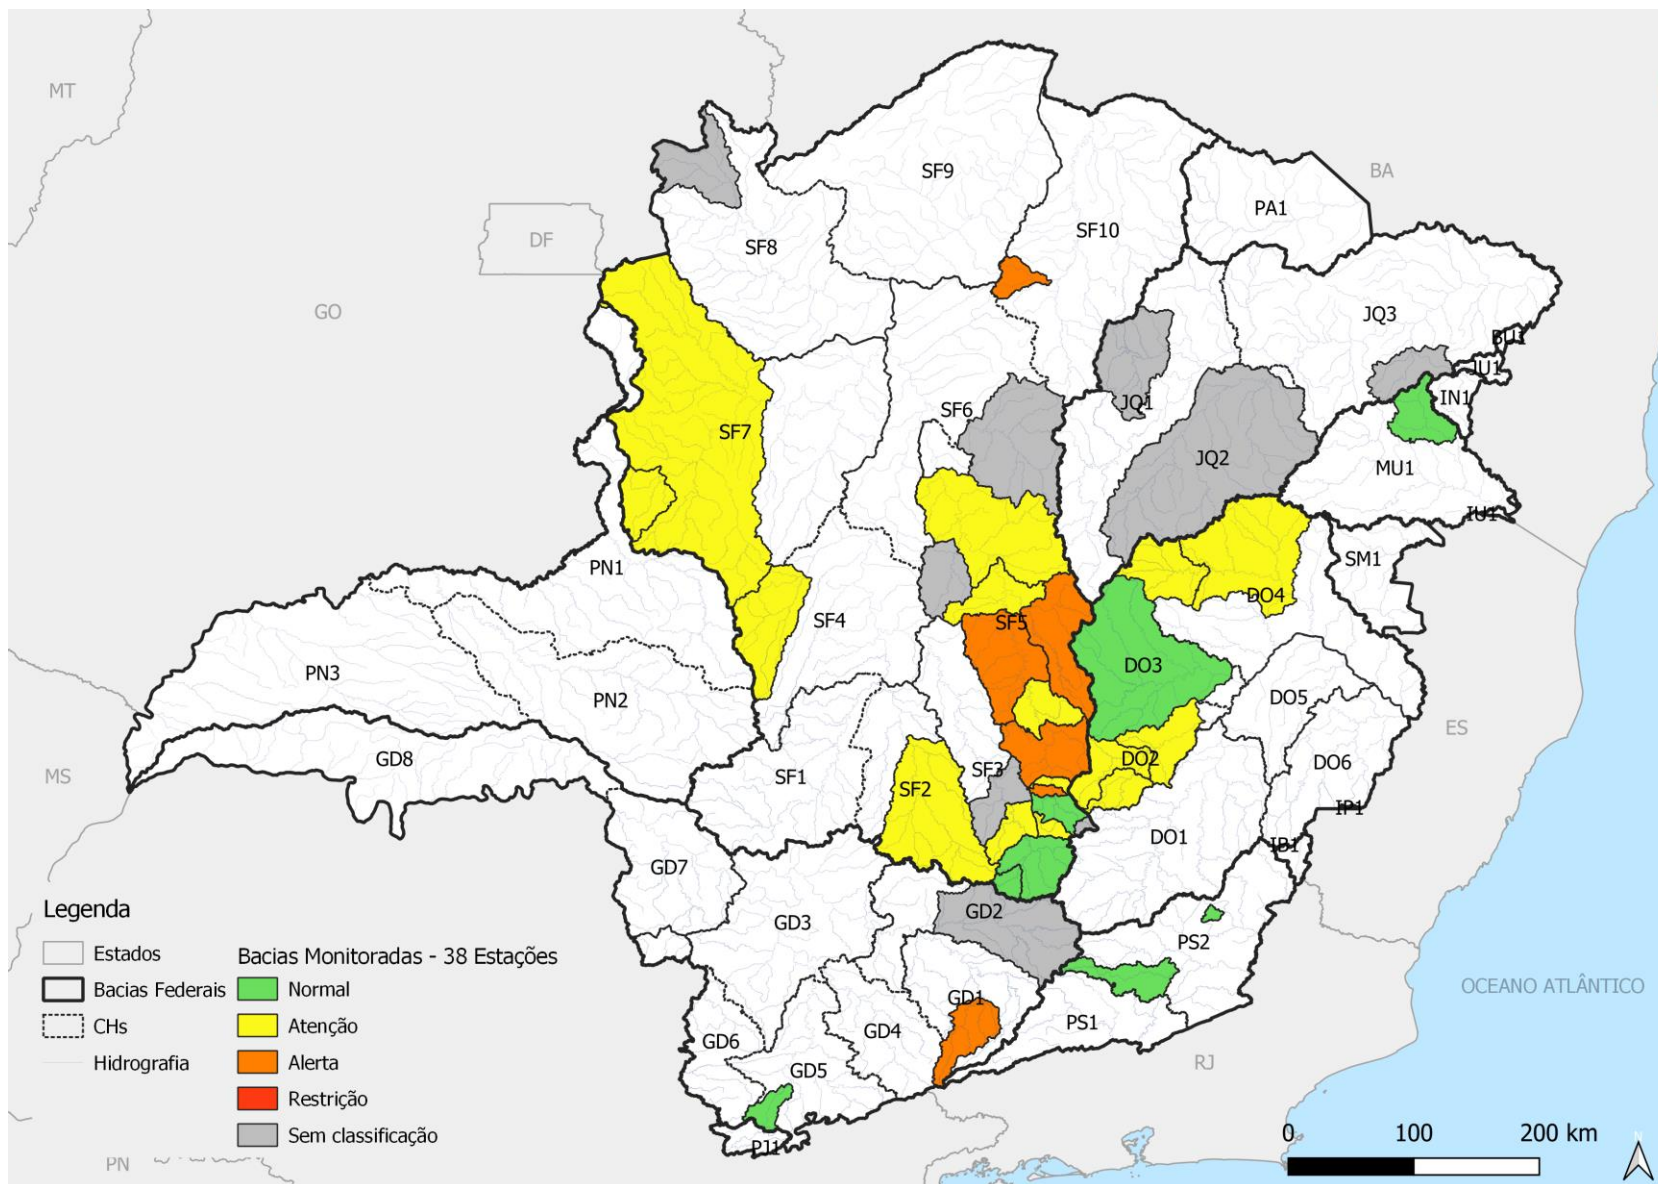 MT
BA
SF9
PA1
SF10
DF
SF8
GO
JQ3
BU1
JU1
IN1
JQ1
SF6
SF7
JQ2
MU1
IU1
SM1
PN1
DO4
SF4
SF5
PN3
DO3
PN2
DO5
ES
MS
GD8
DO2
DO6
SF1
SF3
SF2
IP1
DO1
IB1
GD7
GD2
GD3
PS2
OCEANO ATLÂNTICO
GD1
PS1
GD4
GD6
RJ
GD5
PJ1
PN
Legenda
Estados
Bacias Federais
CHs
Hidrografia
Bacias Monitoradas - 38 Estações
Normal
Atenção
Alerta
Restrição
Sem classificação
0 100 200 km
N